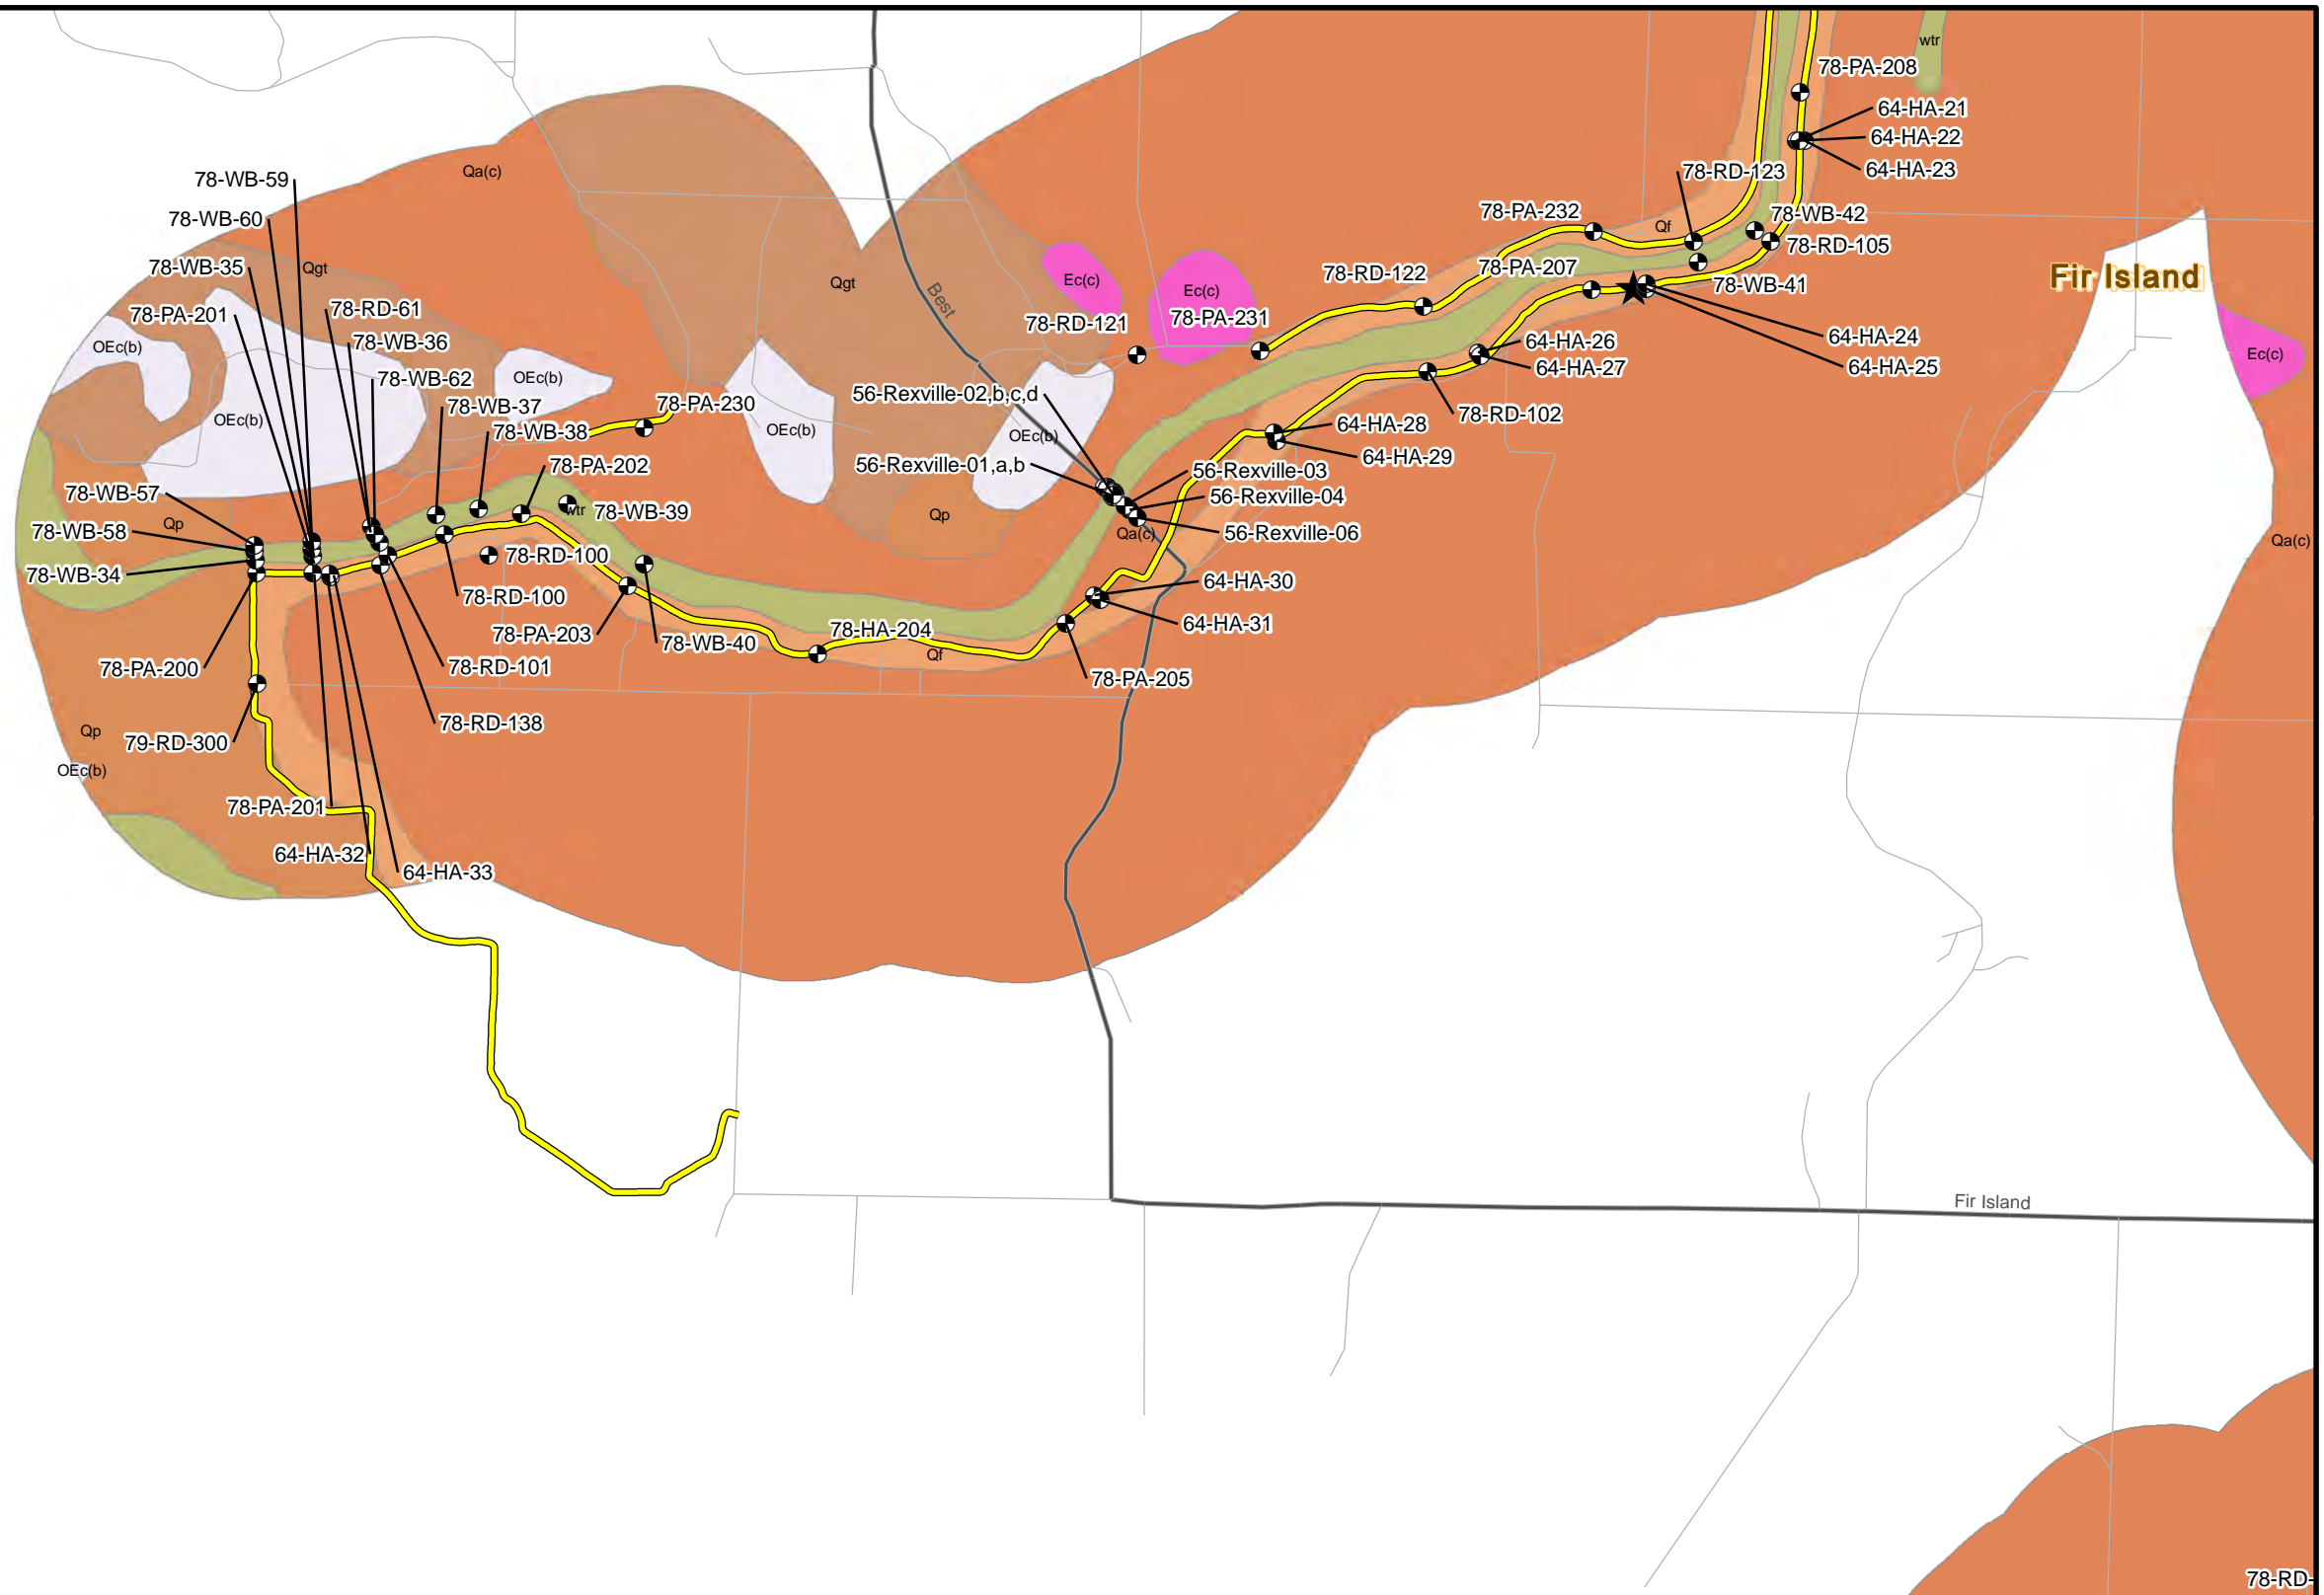 wtr
78-PA-208
64-HA-21
64-HA-22
64-HA-23
78-RD-123
Qa(c)
78-WB-59
78-WB-60
78-PA-232
Qf
78-WB-42
78-RD-105
78-WB-35
Qgt
Qgt
Ec(c)
Ec(c)
78-RD-122
78-PA-207
78-WB-41
Fir Island
78-PA-201
78-RD-61
Best
78-RD-121
78-PA-231
64-HA-24
64-HA-25
OEc(b)
78-WB-36
64-HA-26
64-HA-27
Ec(c)
78-WB-62
OEc(b)
56-Rexville-02,b,c,d
78-WB-37
78-PA-230
78-RD-102
OEc(b)
78-WB-38
OEc(b)
OEc(b)
64-HA-28
64-HA-29
78-PA-202
56-Rexville-01,a,b
56-Rexville-03
56-Rexville-04
56-Rexville-06
78-WB-57
78-WB-58
Qp
wtr
78-WB-39
Qp
Qa(c)
Qa(c)
78-WB-34
78-RD-100
78-RD-100
64-HA-30
64-HA-31
78-PA-203
78-WB-40
78-HA-204
Qf
78-PA-200
78-RD-101
78-PA-205
78-RD-138
Qp
79-RD-300
OEc(b)
78-PA-201
64-HA-32
64-HA-33
Fir Island
78-RD-